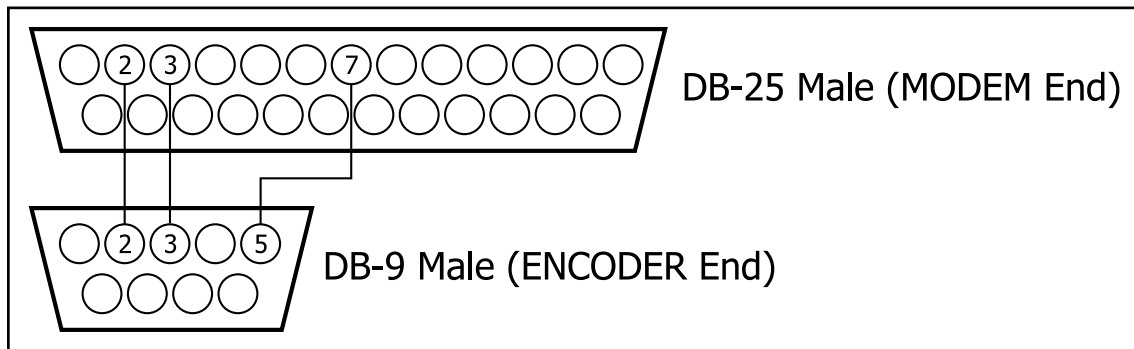 2 3 7
DB-25 Male (MODEM End)
2 3 5
DB-9 Male (ENCODER End)